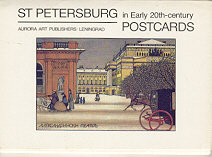 ST PETERSBURG in Early 20th-century
POSTCARDS
AURORA ART PUBLISHERS LENINGRAD